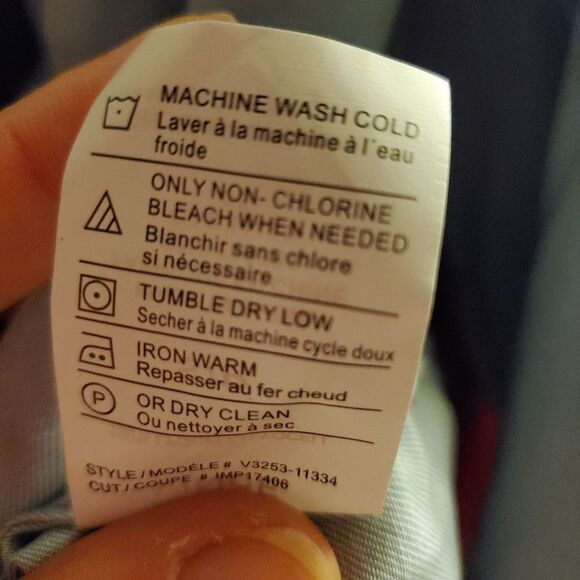 MACHINE WASH COLD
Laver à la machine à l'eau
froide
ONLY NON- CHLORINE
BLEACH WHEN NEEDED
Blanchir sans chlore
si nécessaire
TUMBLE DRY LOW
Secher à la machine cycle doux
IRON WARM
Repasser au fer cheud
P
OR DRY CLEAN
Ou nettoyer à sec
STYLE / MODÉLE # V3253-11334
CUT / COUPE # IMP17406